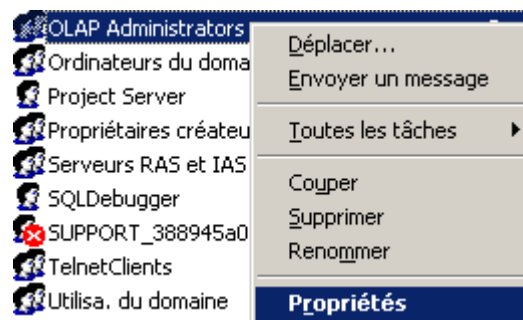 OLAP Administrators
Ordinateurs du doma
Project Server
Propriétaires créateu
Serveurs RAS et IAS
SQLDebugger
SUPPORT_388945a0
TelnetClients
Utilisa. du domaine
Déplacer...
Envoyer un message
Toutes les tâches
Couper
Supprimer
Renommer
Propriétés